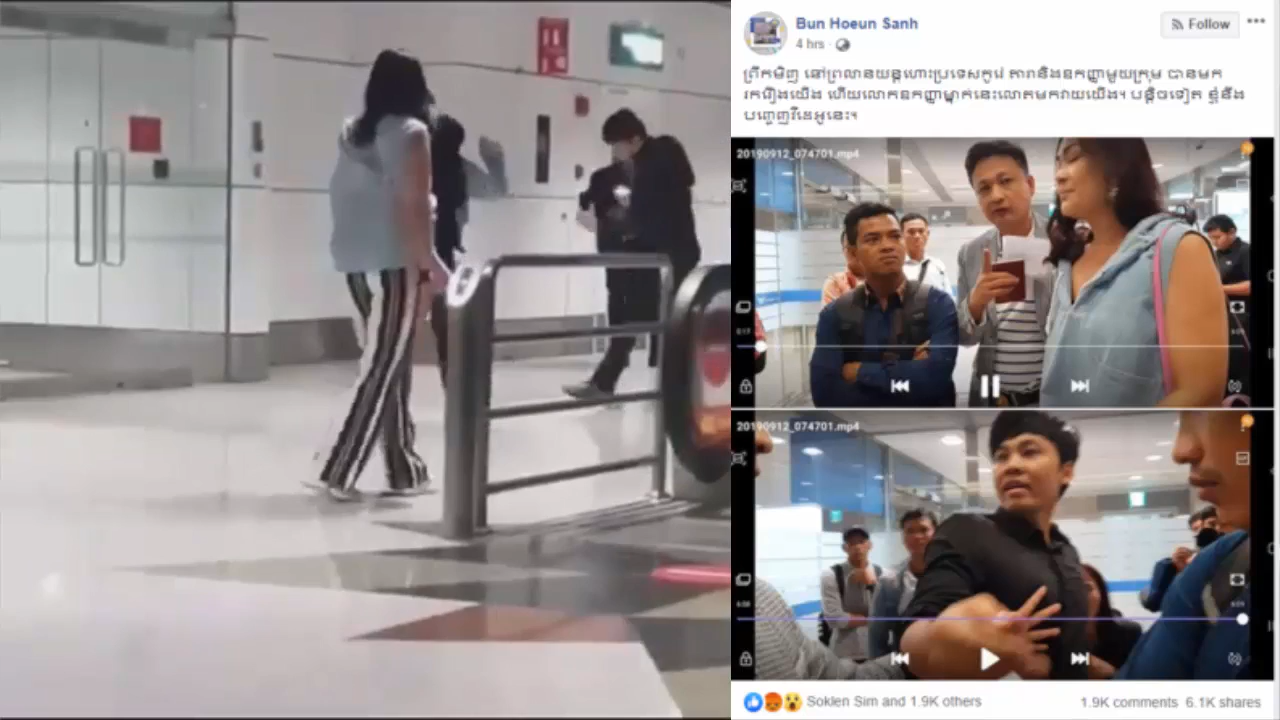 Bun Hoeun Sanh
Follow
4 hrs
ព្រឹកមិញ នៅព្រលានយន្តហោះប្រទេសកូរ៉េ តារានិងឧកញ៉ាមួយក្រុម បានមក
រករឿងយើង ហើយលោកឧកញ៉ាម្នាក់នេះលោតមកវាយយើង។ បន្តិចទៀត ខ្ញុំនឹង
បញ្ចេញវីដេអូនេះ។
20190912_074701.mp4
0:17
20190912_074701.mp4
Soklen Sim and 1.9K others
1.9K comments 6.1K shares